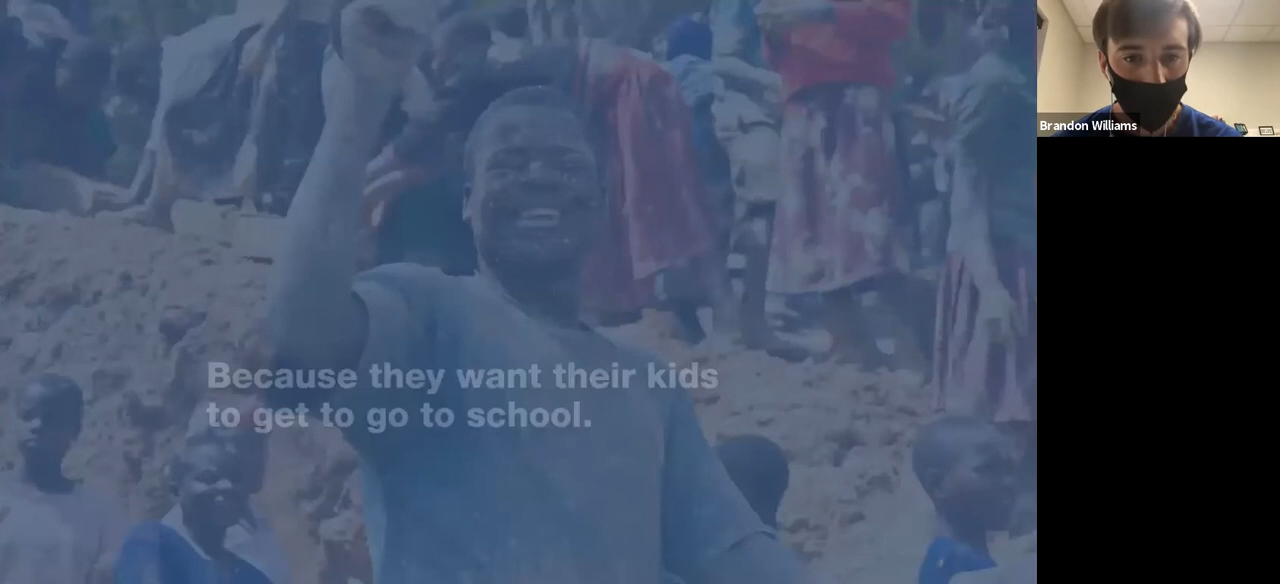 Because they want their kids
to get to go to school.
Brandon Williams